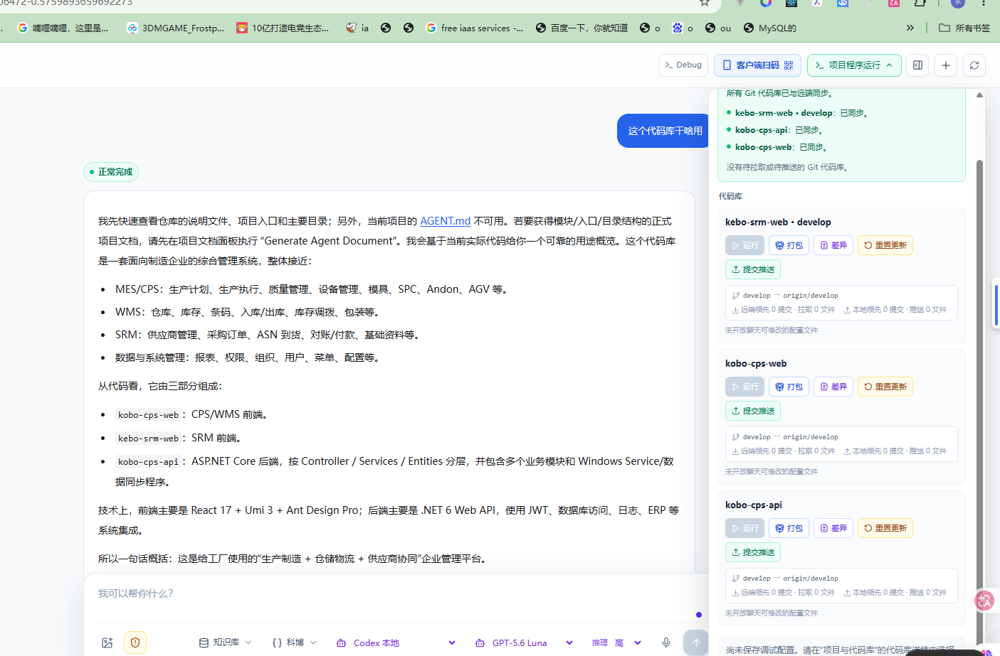 06472-0.5759893659692273
嘀哩嘀哩，这里是...
3DMGAME_Frostp...
10亿打造电竞生态...
ia
free iaas services -...
百度一下，你就知道
o
o
ou
MySQL的
»
所有书签
Debug
客户端扫码
项目程序运行
这个代码库干啥用
正常完成
我先快速查看仓库的说明文件、项目入口和主要目录；另外，当前项目的 AGENT.md 不可用。若要获得模块/入口/目录结构的正式
项目文档，请先在项目文档面板执行 “Generate Agent Document”。我会基于当前实际代码给你一个可靠的用途概览。这个代码库
是一套面向制造企业的综合管理系统，整体接近：
• MES/CPS：生产计划、生产执行、质量管理、设备管理、模具、SPC、Andon、AGV 等。
• WMS：仓库、库存、条码、入库/出库、库存调拨、包装等。
• SRM：供应商管理、采购订单、ASN 到货、对账/付款、基础资料等。
• 数据与系统管理：报表、权限、组织、用户、菜单、配置等。
从代码看，它由三部分组成：
• kobo-cps-web：CPS/WMS 前端。
• kebo-srm-web：SRM 前端。
• kobo-cps-api：ASP.NET Core 后端，按 Controller / Services / Entities 分层，并包含多个业务模块和 Windows Service/数
据同步程序。
技术上，前端主要是 React 17 + Umi 3 + Ant Design Pro；后端主要是 .NET 6 Web API，使用 JWT、数据库访问、日志、ERP 等
系统集成。
所以一句话概括：这是给工厂使用的“生产制造 + 仓储物流 + 供应商协同”企业管理平台。
我可以帮你什么？
知识库
科博
Codex 本地
GPT-5.6 Luna
推理 高
所有 Git 代码库已与远端同步。
• kebo-srm-web • develop：已同步。
• kobo-cps-api：已同步。
• kobo-cps-web：已同步。
没有待拉取或待推送的 Git 代码库。
代码库
kebo-srm-web • develop
运行 打包 差异 重置更新
提交推送
develop → origin/develop
远端领先 0 提交 · 拉取 0 文件 本地领先 0 提交 · 推送 0 文件
未开放聊天可修改的配置文件
kobo-cps-web
运行 打包 差异 重置更新
提交推送
develop → origin/develop
远端领先 0 提交 · 拉取 0 文件 本地领先 0 提交 · 推送 0 文件
未开放聊天可修改的配置文件
kobo-cps-api
运行 打包 差异 重置更新
提交推送
develop → origin/develop
远端领先 0 提交 · 拉取 0 文件 本地领先 0 提交 · 推送 0 文件
未开放聊天可修改的配置文件
尚未保存调试配置。请在“项目与代码库”的代码库详情中选择